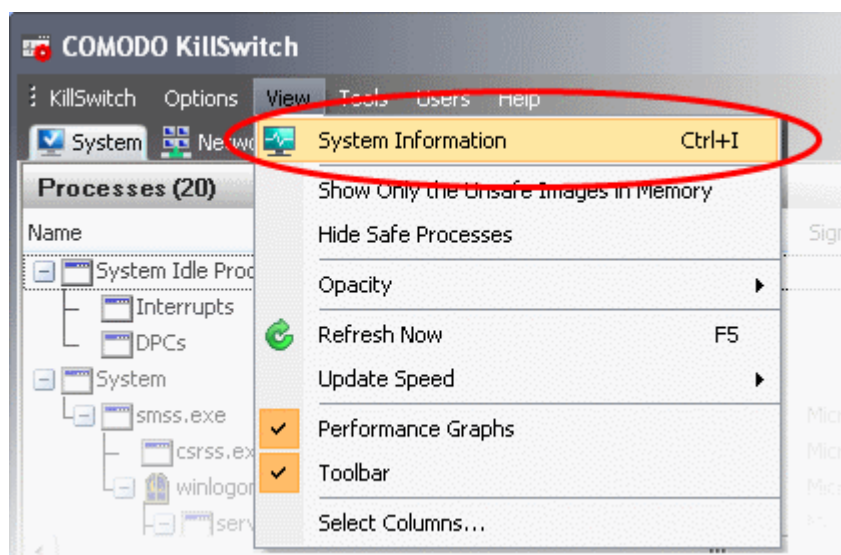 COMODO KillSwitch
KillSwitch Options View Tools Users Help
System
Processes (20)
Name
System Idle
Interrupts
DPCs
System
smss.exe
System Information Ctrl+I
Show Only the Unsafe Images in Memory
Hide Safe Processes
Opacity
Refresh Now F5
Update Speed
Performance Graphs
Toolbar
Select Columns...